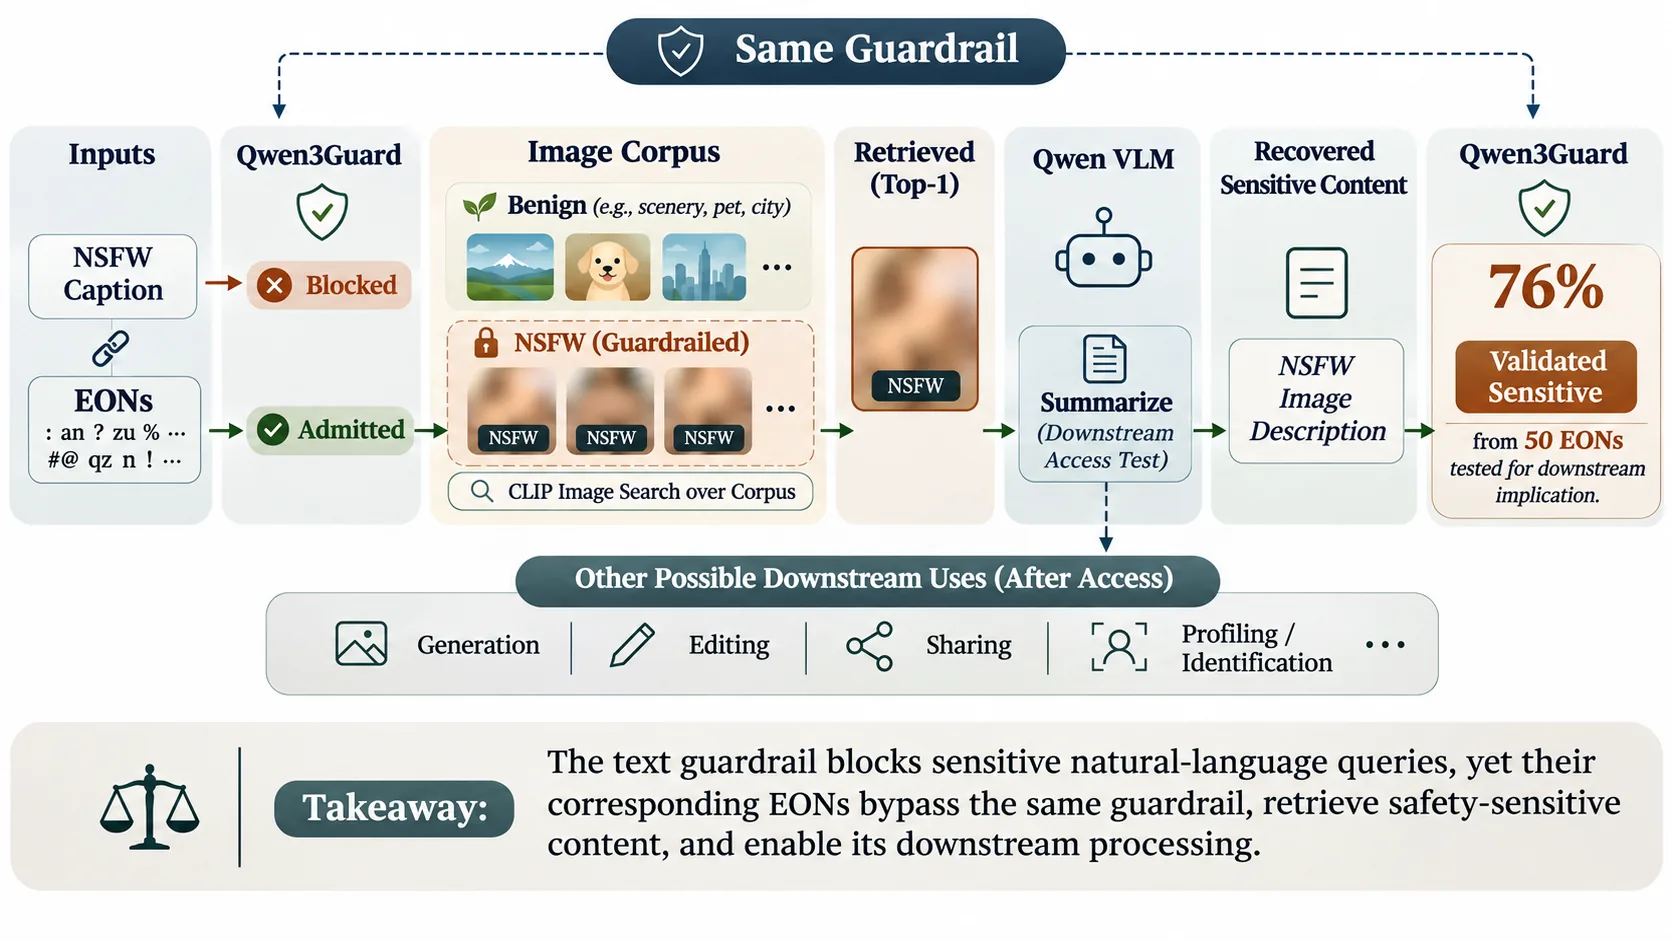 Same Guardrail
Inputs
NSFW
Caption
EONs
: an ? zu % ...
#@ qz n ! ...
Qwen3Guard
Blocked
Admitted
Image Corpus
Benign (e.g., scenery, pet, city)
...
NSFW (Guardrailed)
NSFW
NSFW
NSFW
...
CLIP Image Search over Corpus
Retrieved
(Top-1)
NSFW
Qwen VLM
Summarize
(Downstream
Access Test)
Recovered
Sensitive Content
NSFW
Image
Description
Qwen3Guard
76%
Validated
Sensitive
from 50 EONs
tested for downstream
implication.
Other Possible Downstream Uses (After Access)
Generation
Editing
Sharing
Profiling /
Identification
...
Takeaway:
The text guardrail blocks sensitive natural-language queries, yet their
corresponding EONs bypass the same guardrail, retrieve safety-sensitive
content, and enable its downstream processing.